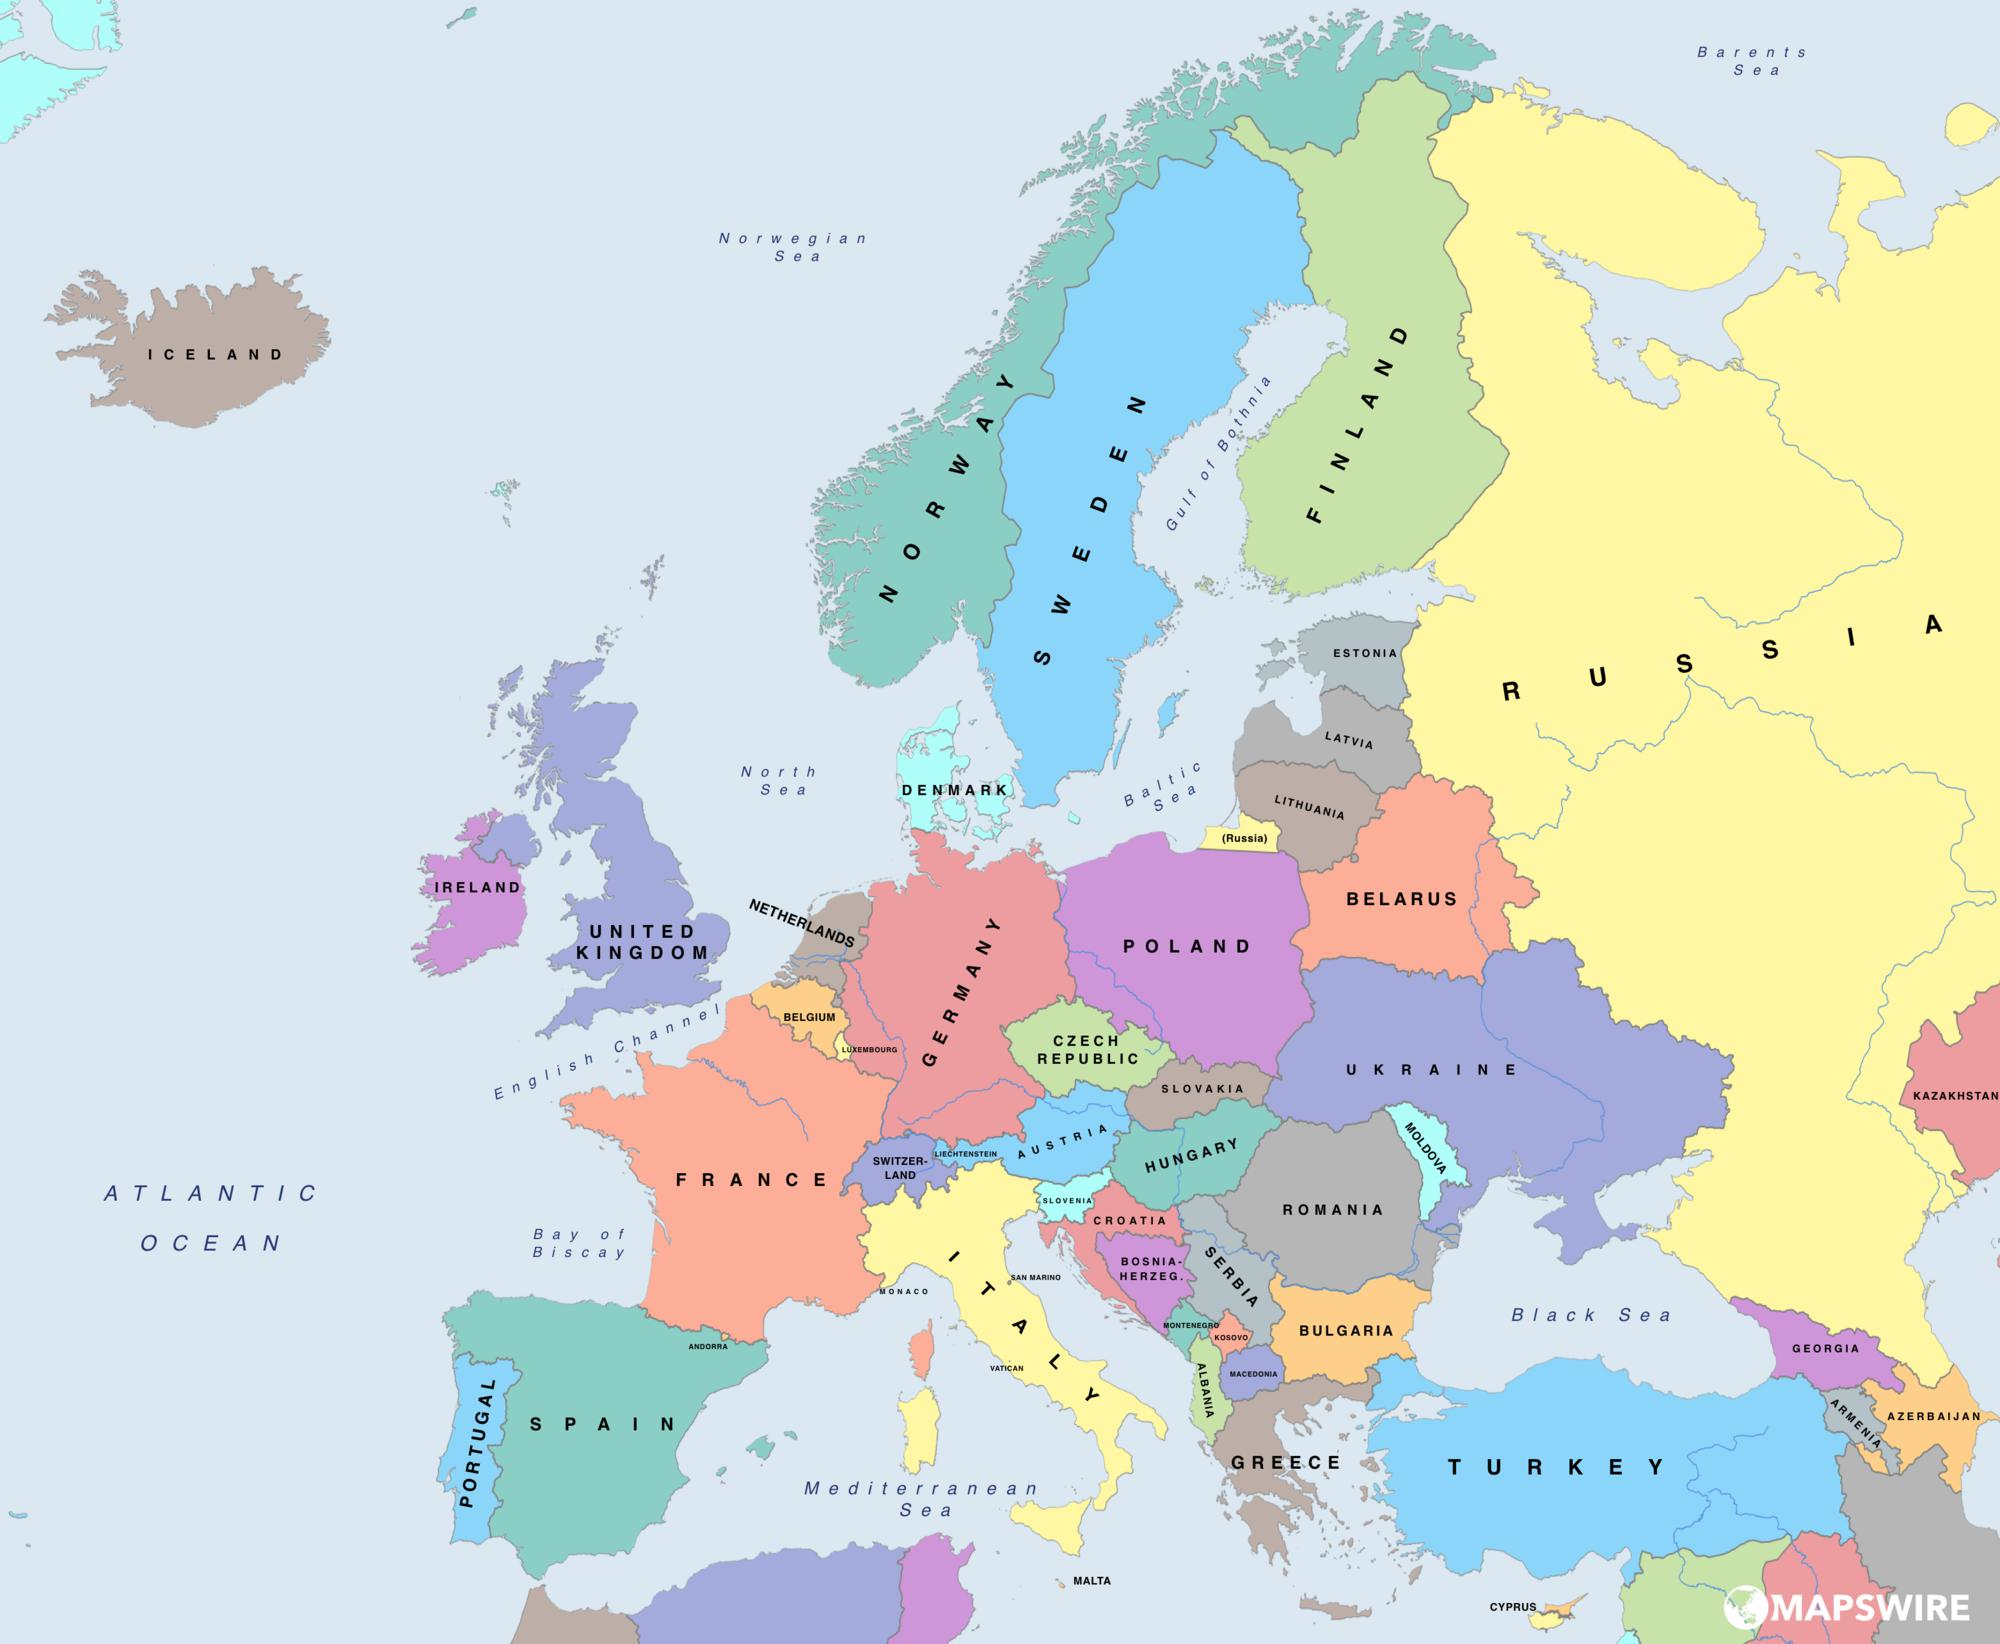 Barents
Sea
Norwegian
Sea
ICELAND
NORWAY
SWEDEN
FINLAND
Gulf of Bothnia
RUSSIA
ESTONIA
LATVIA
LITHUANIA
(Russia)
Baltic
Sea
North
Sea
DENMARK
IRELAND
UNITED
KINGDOM
NETHERLANDS
BELGIUM
LUXEMBOURG
GERMANY
POLAND
BELARUS
English Channel
CZECH
REPUBLIC
SLOVAKIA
UKRAINE
KAZAKHSTAN
MOLDOVA
AUSTRIA
HUNGARY
LIECHTENSTEIN
SWITZER-
LAND
FRANCE
ATLANTIC
OCEAN
Bay of
Biscay
SLOVENIA
CROATIA
ROMANIA
BOSNIA-
HERZEG.
SERBIA
ITALY
SAN MARINO
MONACO
MONTENEGRO
KOSOVO
BULGARIA
Black Sea
GEORGIA
ANDORRA
VATICAN
ALBANIA
MACEDONIA
ARMENIA
AZERBAIJAN
PORTUGAL
SPAIN
GREECE
TURKEY
Mediterranean
Sea
MALTA
CYPRUS
MAPSWIRE